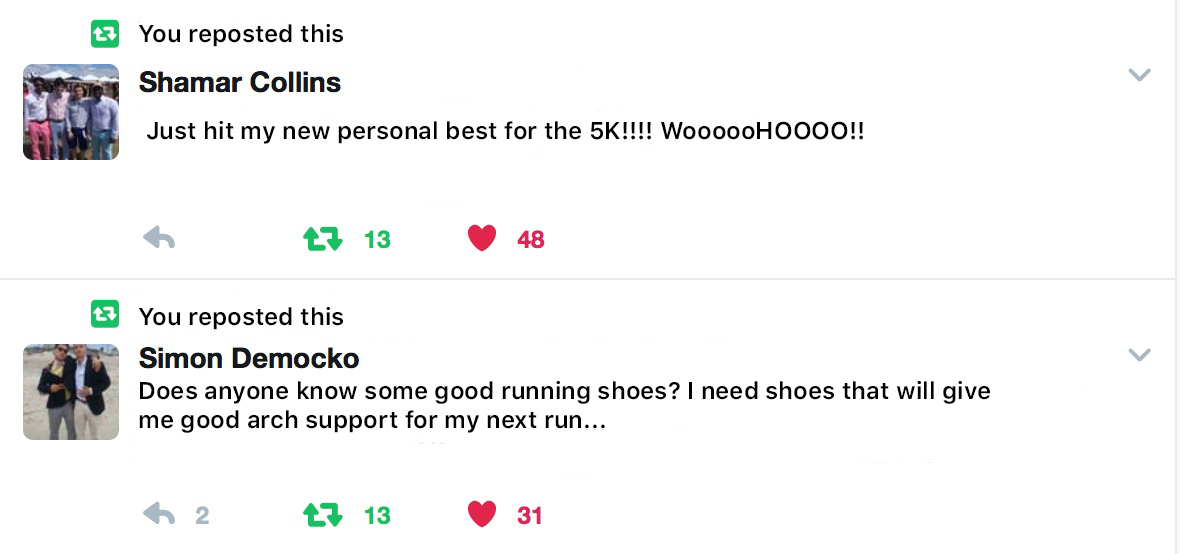 You reposted this
Shamar Collins
Just hit my new personal best for the 5K!!!! WoooooHOOOO!!
13 48
You reposted this
Simon Democko
Does anyone know some good running shoes? I need shoes that will give
me good arch support for my next run...
2 13 31